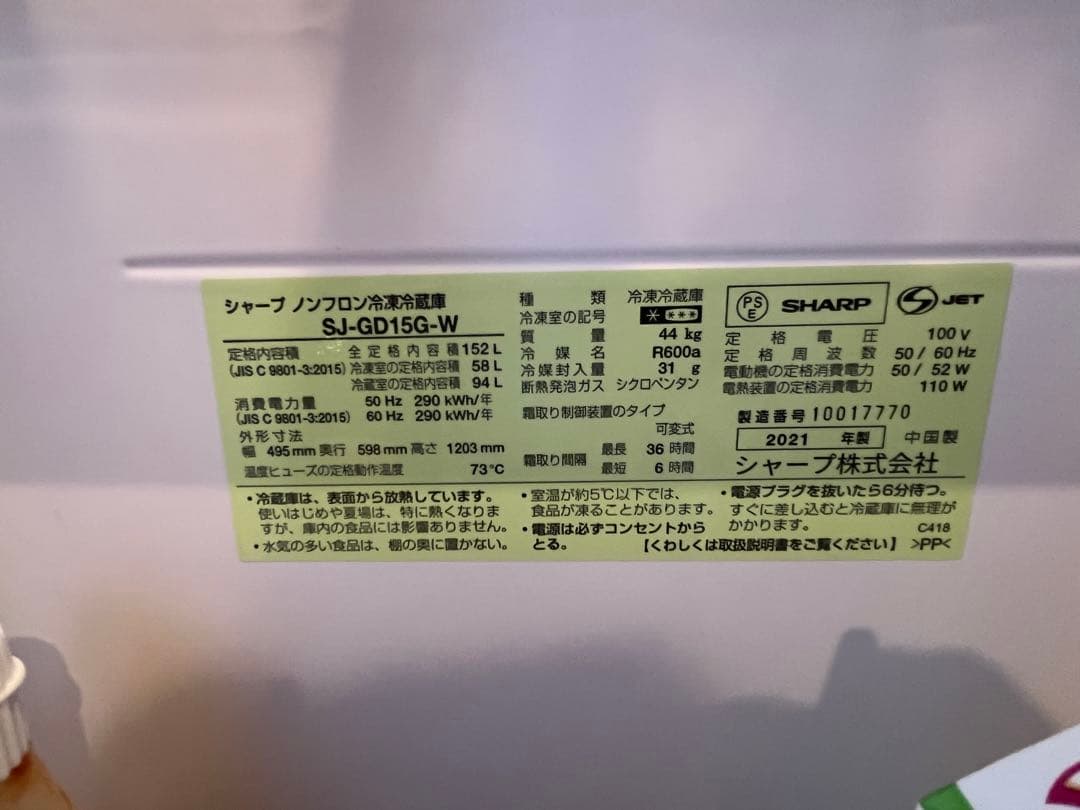 シャープ ノンフロン冷凍冷蔵庫
SJ-GD15G-W
定格内容積 全定格内容積 152 L
(JIS C 9801-3:2015) 冷凍室の定格内容積 58 L
冷蔵室の定格内容積 94 L
消費電力量 50 Hz 290 kWh/年
(JIS C 9801-3:2015) 60 Hz 290 kWh/年
外形寸法
幅 495 mm 奥行 598 mm 高さ 1203 mm
温度ヒューズの定格動作温度 73℃
種類 冷凍冷蔵庫
冷凍室の記号 * ***
質量 44 kg
冷媒名 R600a
冷媒封入量 31 g
断熱発泡ガス シクロペンタン
霜取り制御装置のタイプ
可変式
霜取り間隔 最長 36 時間
最短 6 時間
PSE SHARP S JET
定格電圧 100 V
定格周波数 50 / 60 Hz
電動機の定格消費電力 50 / 52 W
電熱装置の定格消費電力 110 W
製造番号 10017770
2021 年製 中国製
シャープ株式会社
・冷蔵庫は、表面から放熱しています。
使いはじめや夏場は、特に熱くなりま
すが、庫内の食品には影響ありません。
・水気の多い食品は、棚の奥に置かない。
・室温が約5℃以下では、
食品が凍ることがあります。
・電源は必ずコンセントから
とる。
・電源プラグを抜いたら6分待つ。
すぐに差し込むと冷蔵庫に無理が
かかります。
C418
【くわしくは取扱説明書をご覧ください】 >PP<